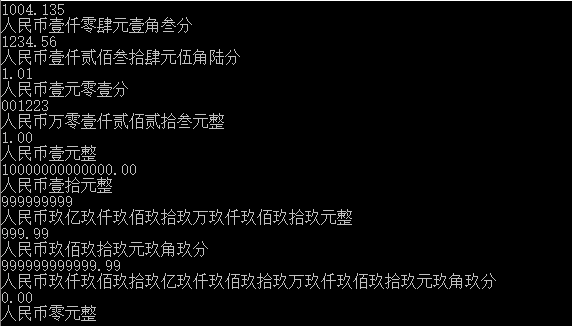 1004.135
人民币壹仟零肆元壹角叁分
1234.56
人民币壹仟贰佰叁拾肆元伍角陆分
1.01
人民币壹元零壹分
001223
人民币万零壹仟贰佰贰拾叁元整
1.00
人民币壹元整
10000000000000.00
人民币壹拾元整
999999999
人民币玖亿玖仟玖佰玖拾玖万玖仟玖佰玖拾玖元整
999.99
人民币玖佰玖拾玖元玖角玖分
999999999999.99
人民币玖仟玖佰玖拾玖亿玖仟玖佰玖拾玖万玖仟玖佰玖拾玖元玖角玖分
0.00
人民币零元整